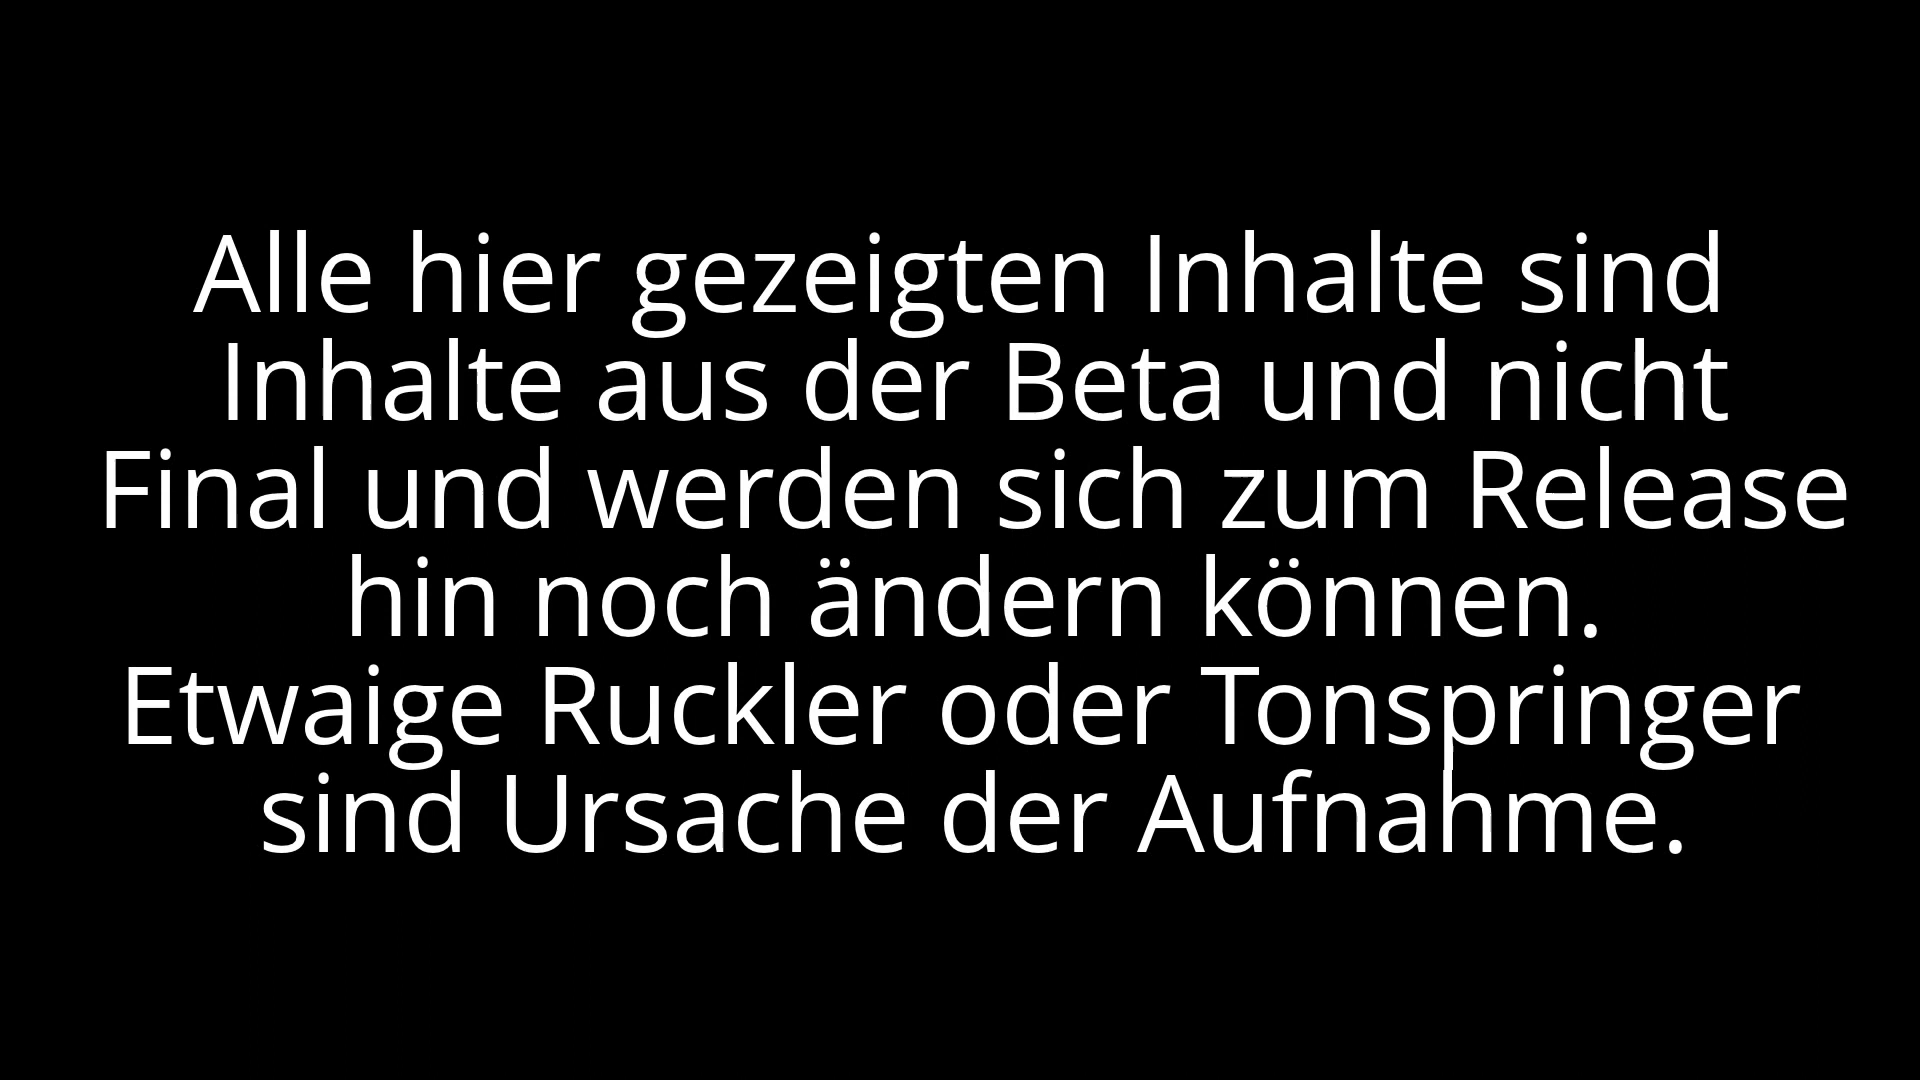 Alle hier gezeigten Inhalte sind
Inhalte aus der Beta und nicht
Final und werden sich zum Release
hin noch ändern können.
Etwaige Ruckler oder Tonspringer
sind Ursache der Aufnahme.